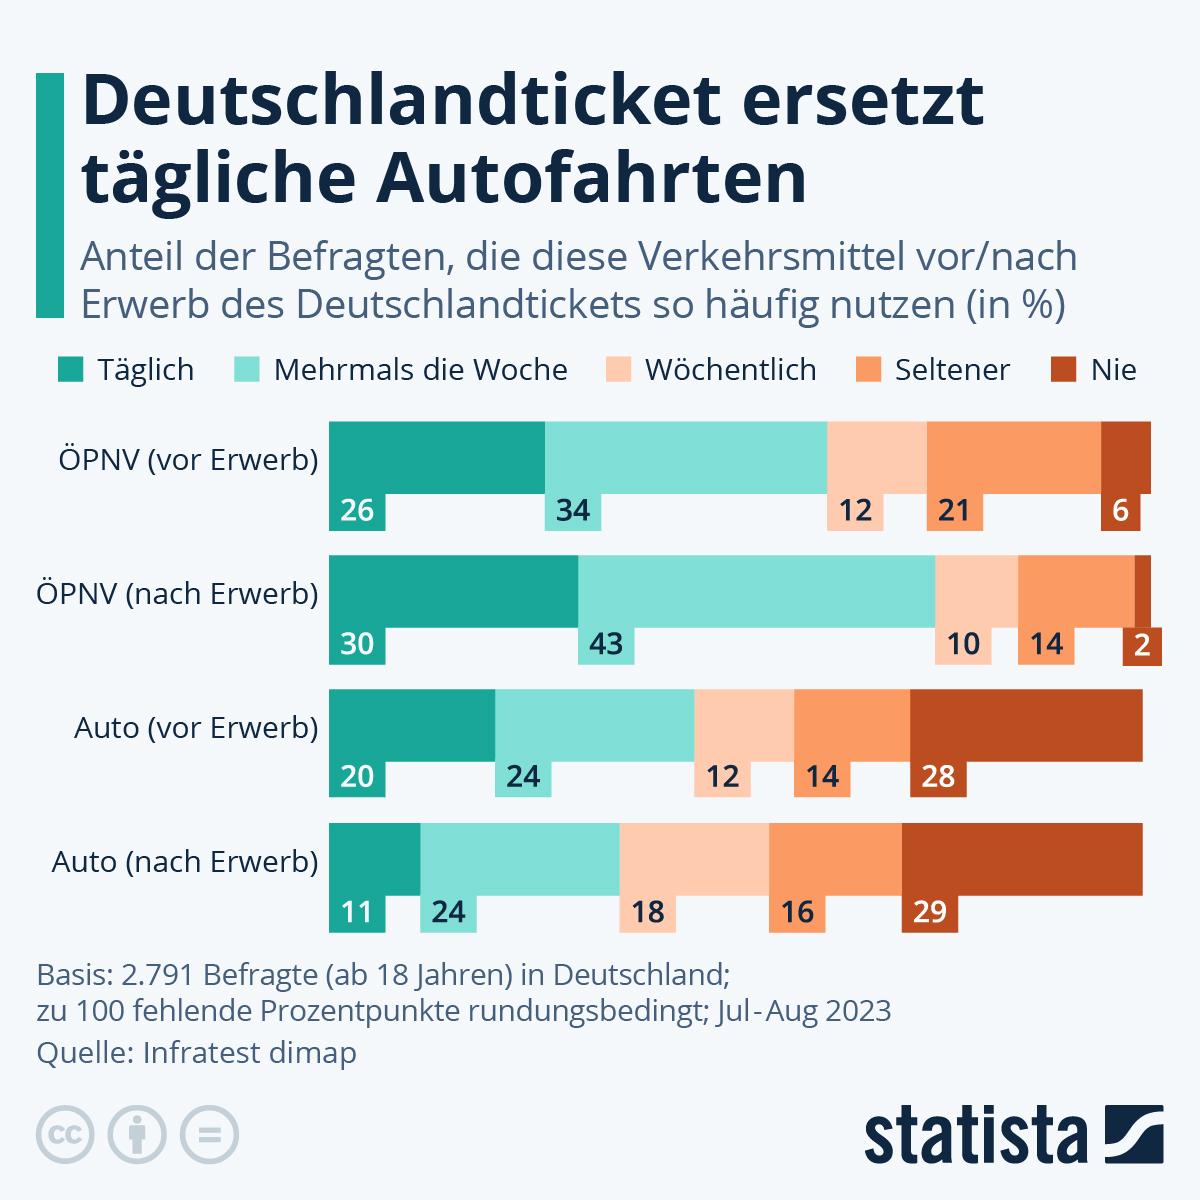 Deutschlandticket ersetzt
tägliche Autofahrten
Anteil der Befragten, die diese Verkehrsmittel vor/nach
Erwerb des Deutschlandtickets so häufig nutzen (in %)
Täglich Mehrmals die Woche Wöchentlich Seltener Nie
ÖPNV (vor Erwerb)
26 34 12 21 6
ÖPNV (nach Erwerb)
30 43 10 14 2
Auto (vor Erwerb)
20 24 12 14 28
Auto (nach Erwerb)
11 24 18 16 29
Basis: 2.791 Befragte (ab 18 Jahren) in Deutschland;
zu 100 fehlende Prozentpunkte rundungsbedingt; Jul-Aug 2023
Quelle: Infratest dimap
cc
statista